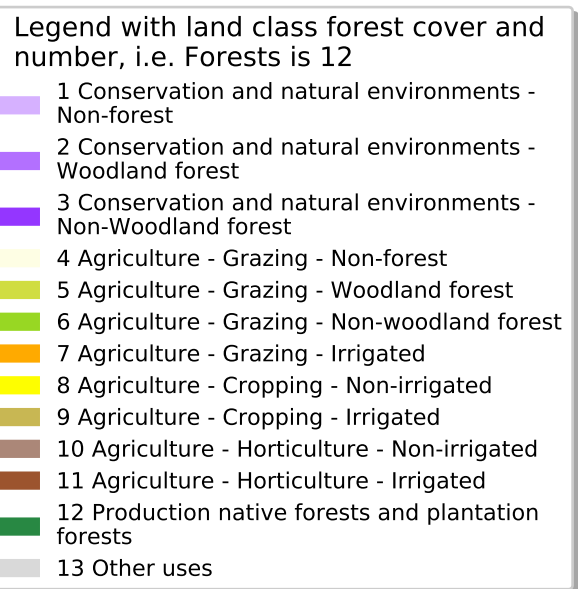 Legend with land class forest cover and
number, i.e. Forests is 12
1 Conservation and natural environments -
Non-forest
2 Conservation and natural environments -
Woodland forest
3 Conservation and natural environments -
Non-Woodland forest
4 Agriculture - Grazing - Non-forest
5 Agriculture - Grazing - Woodland forest
6 Agriculture - Grazing - Non-woodland forest
7 Agriculture - Grazing - Irrigated
8 Agriculture - Cropping - Non-irrigated
9 Agriculture - Cropping - Irrigated
10 Agriculture - Horticulture - Non-irrigated
11 Agriculture - Horticulture - Irrigated
12 Production native forests and plantation
forests
13 Other uses